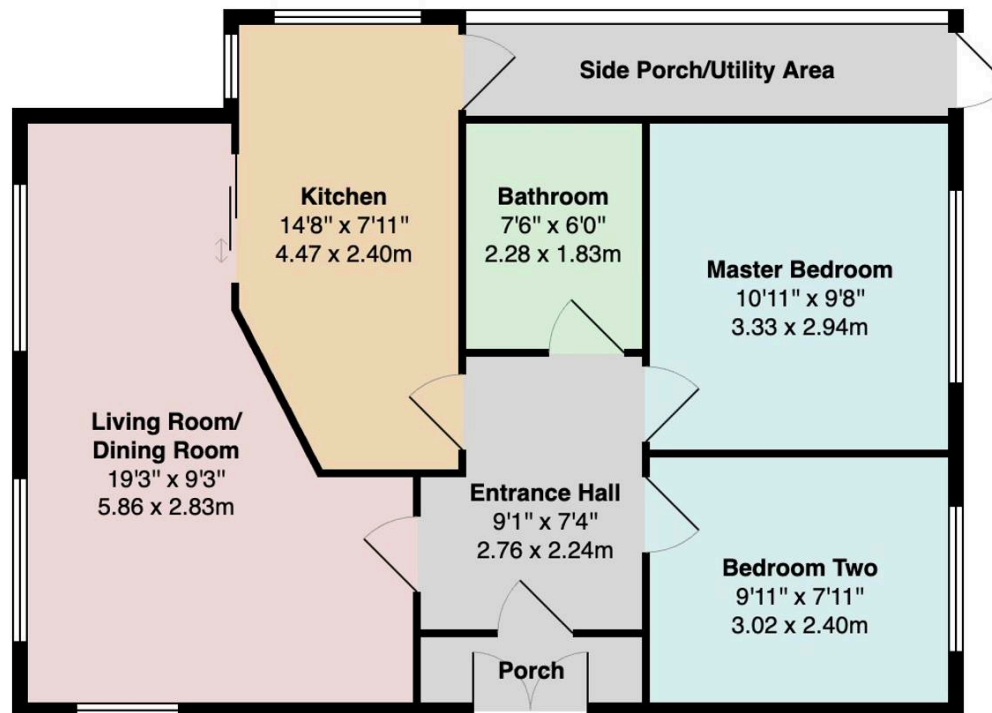 Side Porch/Utility Area
Kitchen
14'8" x 7'11"
4.47 x 2.40m
Bathroom
7'6" x 6'0"
2.28 x 1.83m
Master Bedroom
10'11" x 9'8"
3.33 x 2.94m
Living Room/
Dining Room
19'3" x 9'3"
5.86 x 2.83m
Entrance Hall
9'1" x 7'4"
2.76 x 2.24m
Bedroom Two
9'11" x 7'11"
3.02 x 2.40m
Porch